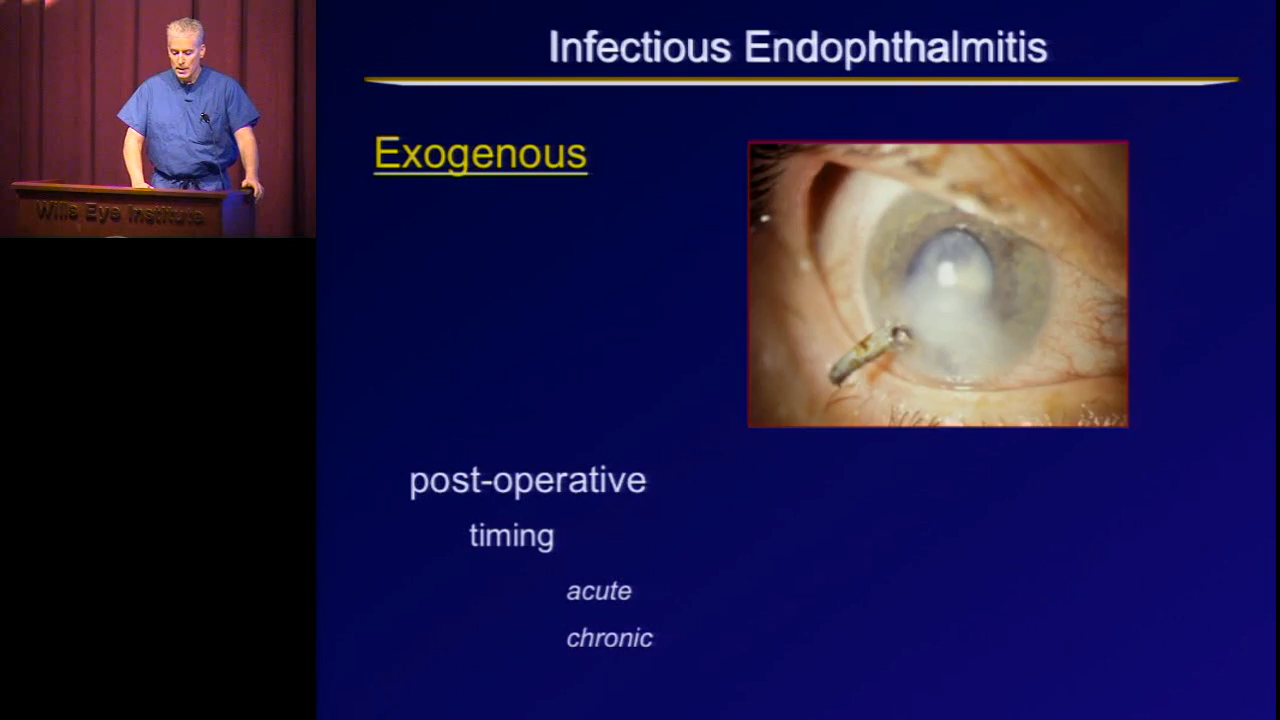 Infectious Endophthalmitis
Exogenous
post-operative
timing
acute
chronic
Wills Eye Institute